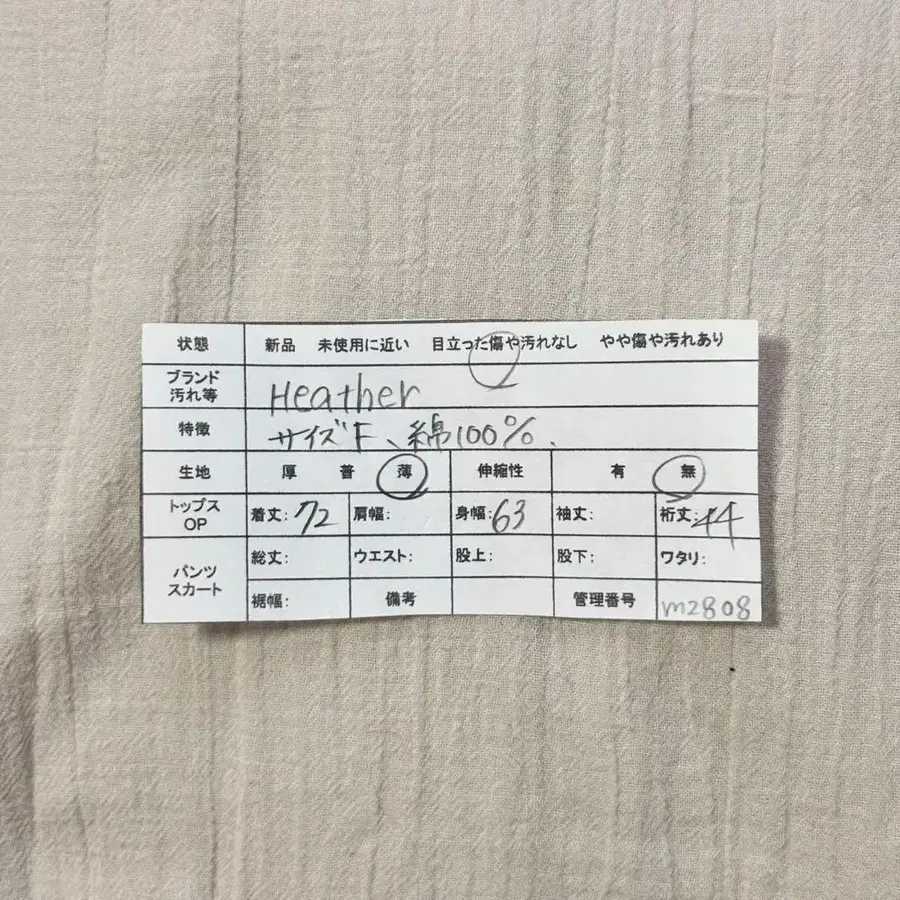 状態 新品 未使用に近い 目立った傷や汚れなし やや傷や汚れあり
ブランド
汚れ等
Heather
特徴 サイズF、綿100%、
生地 厚 普 薄 伸縮性 有 無
トップス
OP
着丈:72 肩幅: 身幅:63 袖丈: 裄丈:44
パンツ
スカート
総丈: ウエスト: 股上: 股下: ワタリ:
裾幅: 備考 管理番号 m2808